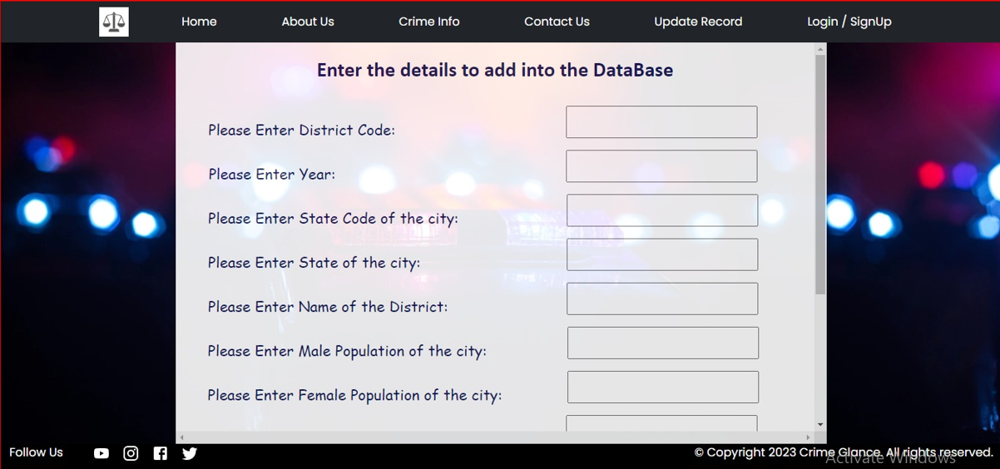 Home About Us Crime Info Contact Us Update Record Login / SignUp
Enter the details to add into the DataBase
Please Enter District Code:
Please Enter Year:
Please Enter State Code of the city:
Please Enter State of the city:
Please Enter Name of the District:
Please Enter Male Population of the city:
Please Enter Female Population of the city:
Follow Us © Copyright 2023 Crime Glance. All rights reserved.
Activate Windows